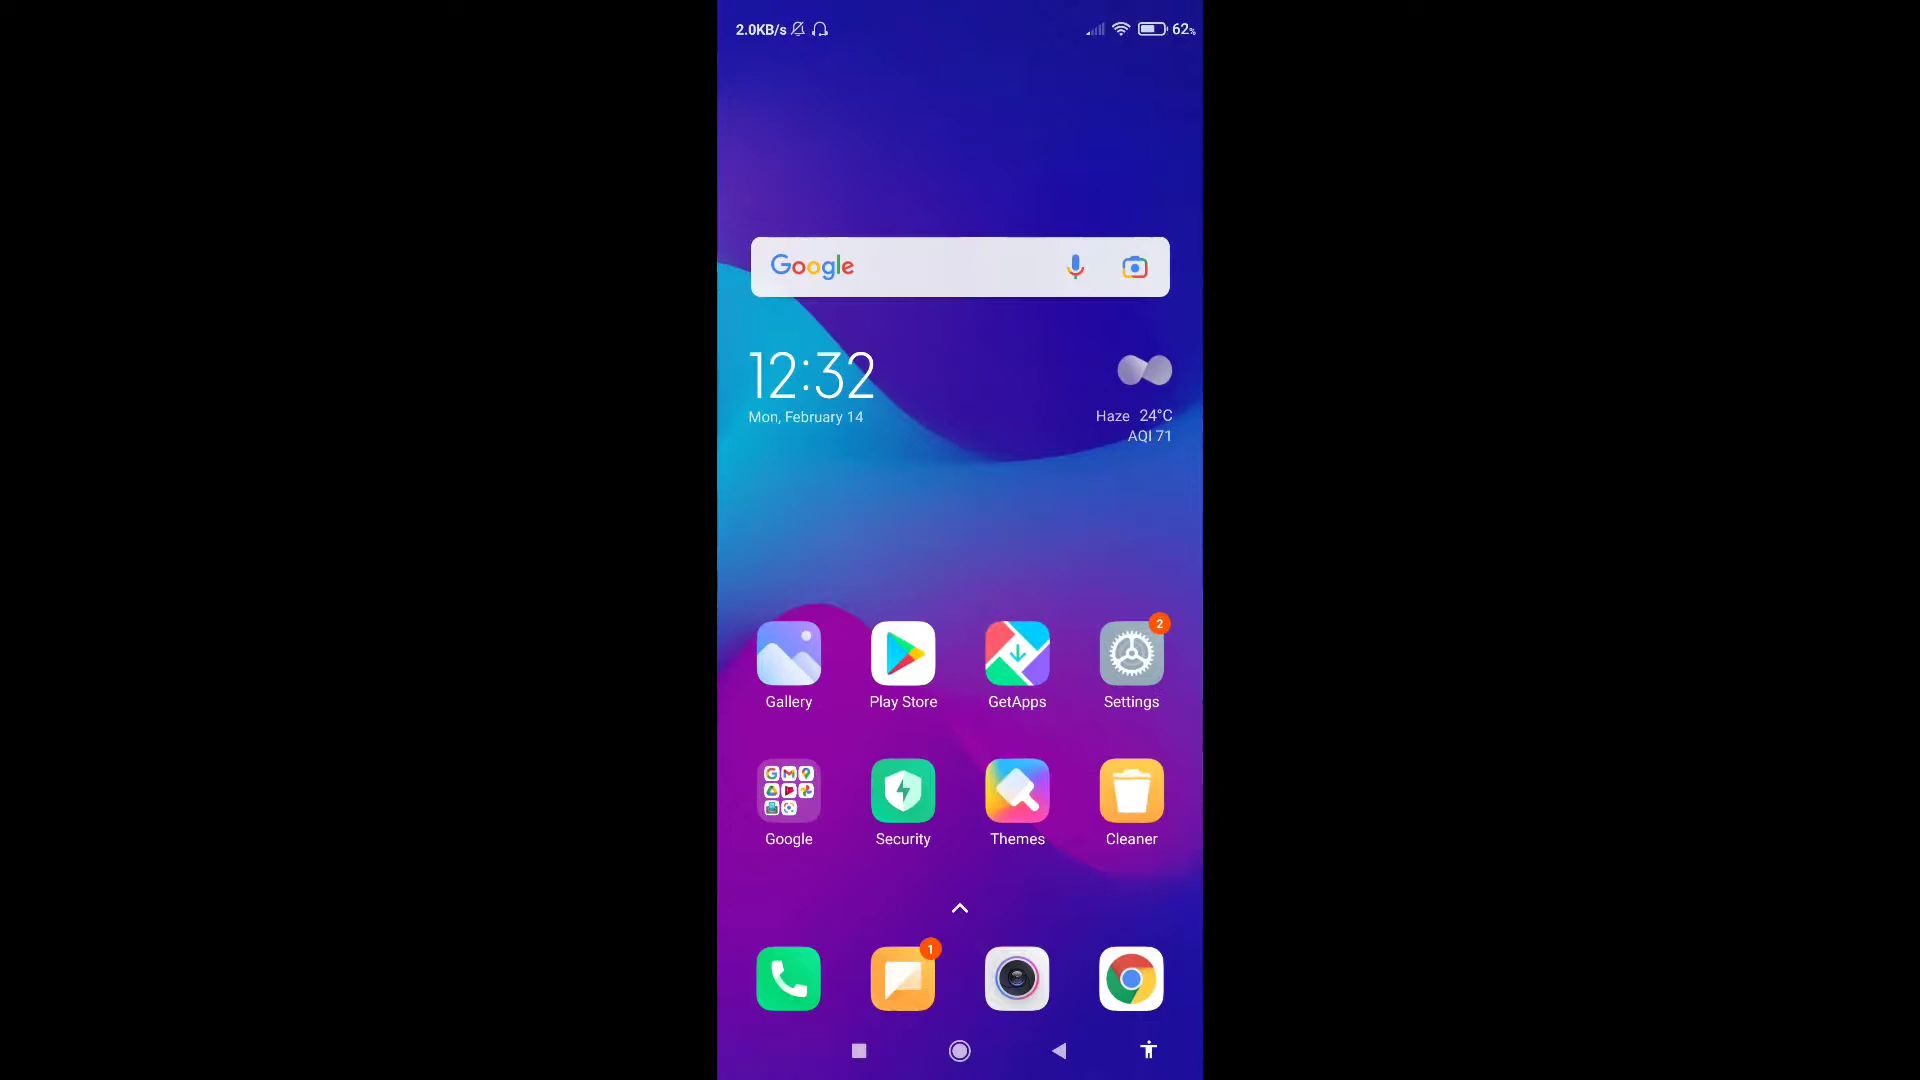 2.0KB/s 62%
Google
12:32
Mon, February 14
Haze 24°C
AQI 71
2
Gallery Play Store GetApps Settings
Google Security Themes Cleaner
1